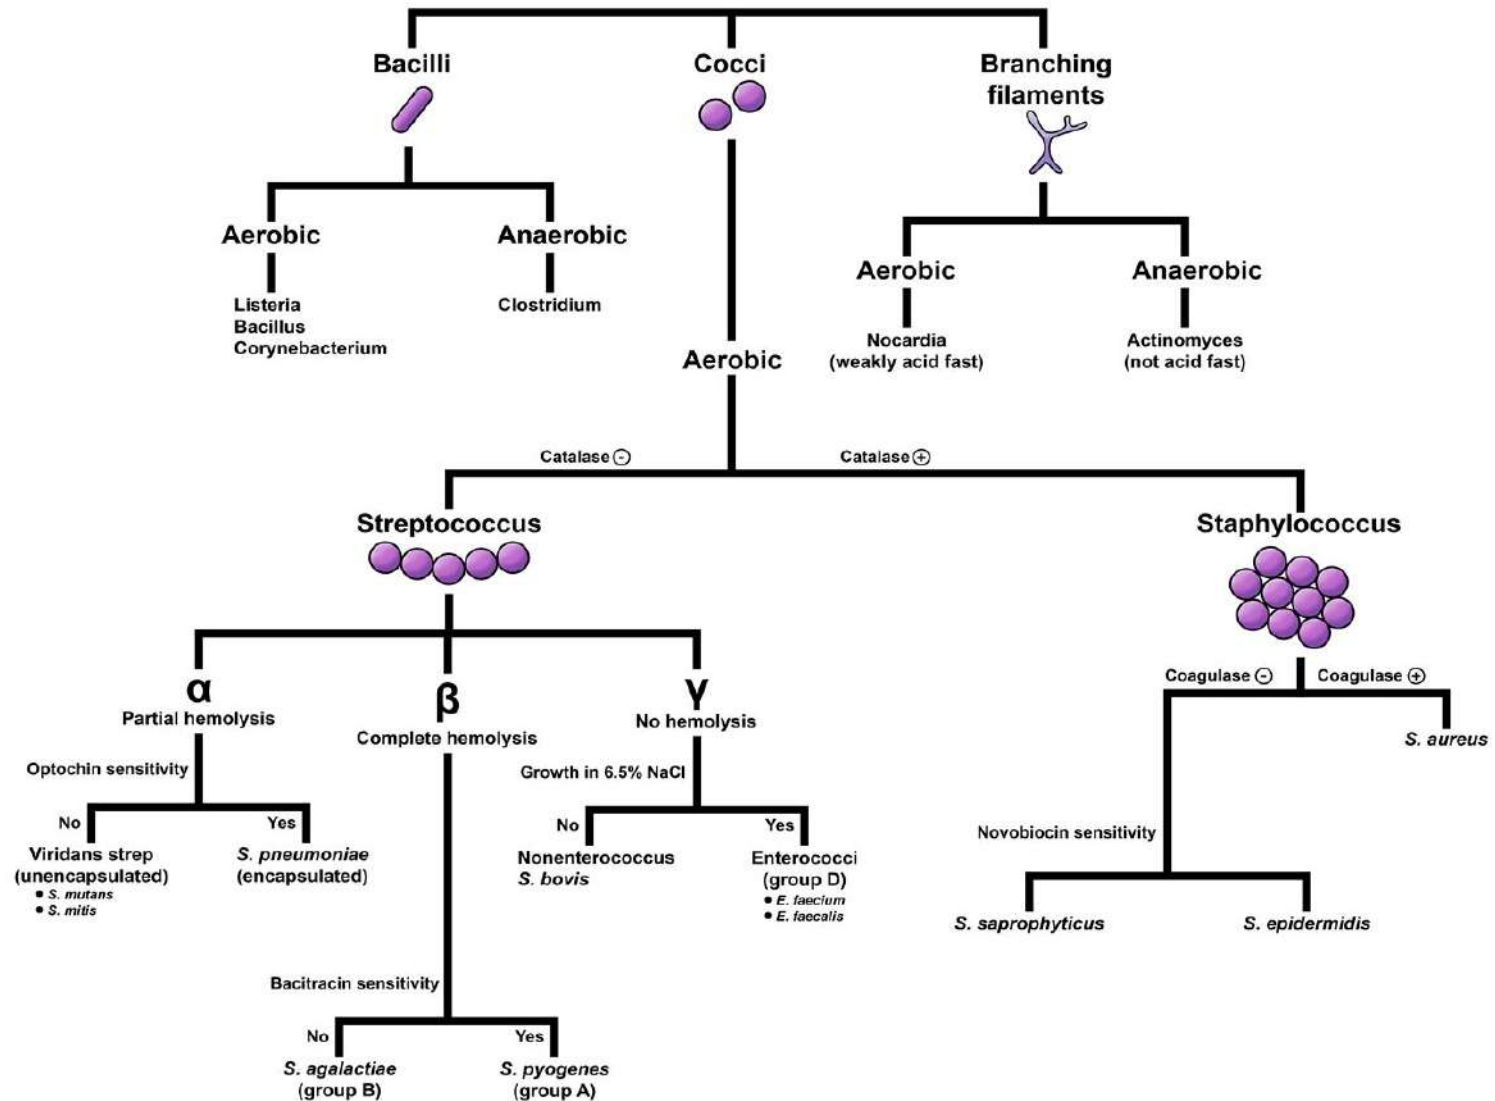 Bacilli
Cocci
Branching
filaments
Aerobic
Anaerobic
Listeria
Bacillus
Corynebacterium
Clostridium
Aerobic
Aerobic
Anaerobic
Nocardia
(weakly acid fast)
Actinomyces
(not acid fast)
Catalase ⊖
Catalase ⊕
Streptococcus
Staphylococcus
α
Partial hemolysis
β
Complete hemolysis
γ
No hemolysis
Coagulase ⊖
Coagulase ⊕
S. aureus
Optochin sensitivity
No
Yes
Viridans strep
(unencapsulated)
• S. mutans
• S. mitis
S. pneumoniae
(encapsulated)
Growth in 6.5% NaCl
No
Yes
Nonenterococcus
S. bovis
Enterococci
(group D)
• E. faecium
• E. faecalis
Novobiocin sensitivity
S. saprophyticus
S. epidermidis
Bacitracin sensitivity
No
Yes
S. agalactiae
(group B)
S. pyogenes
(group A)